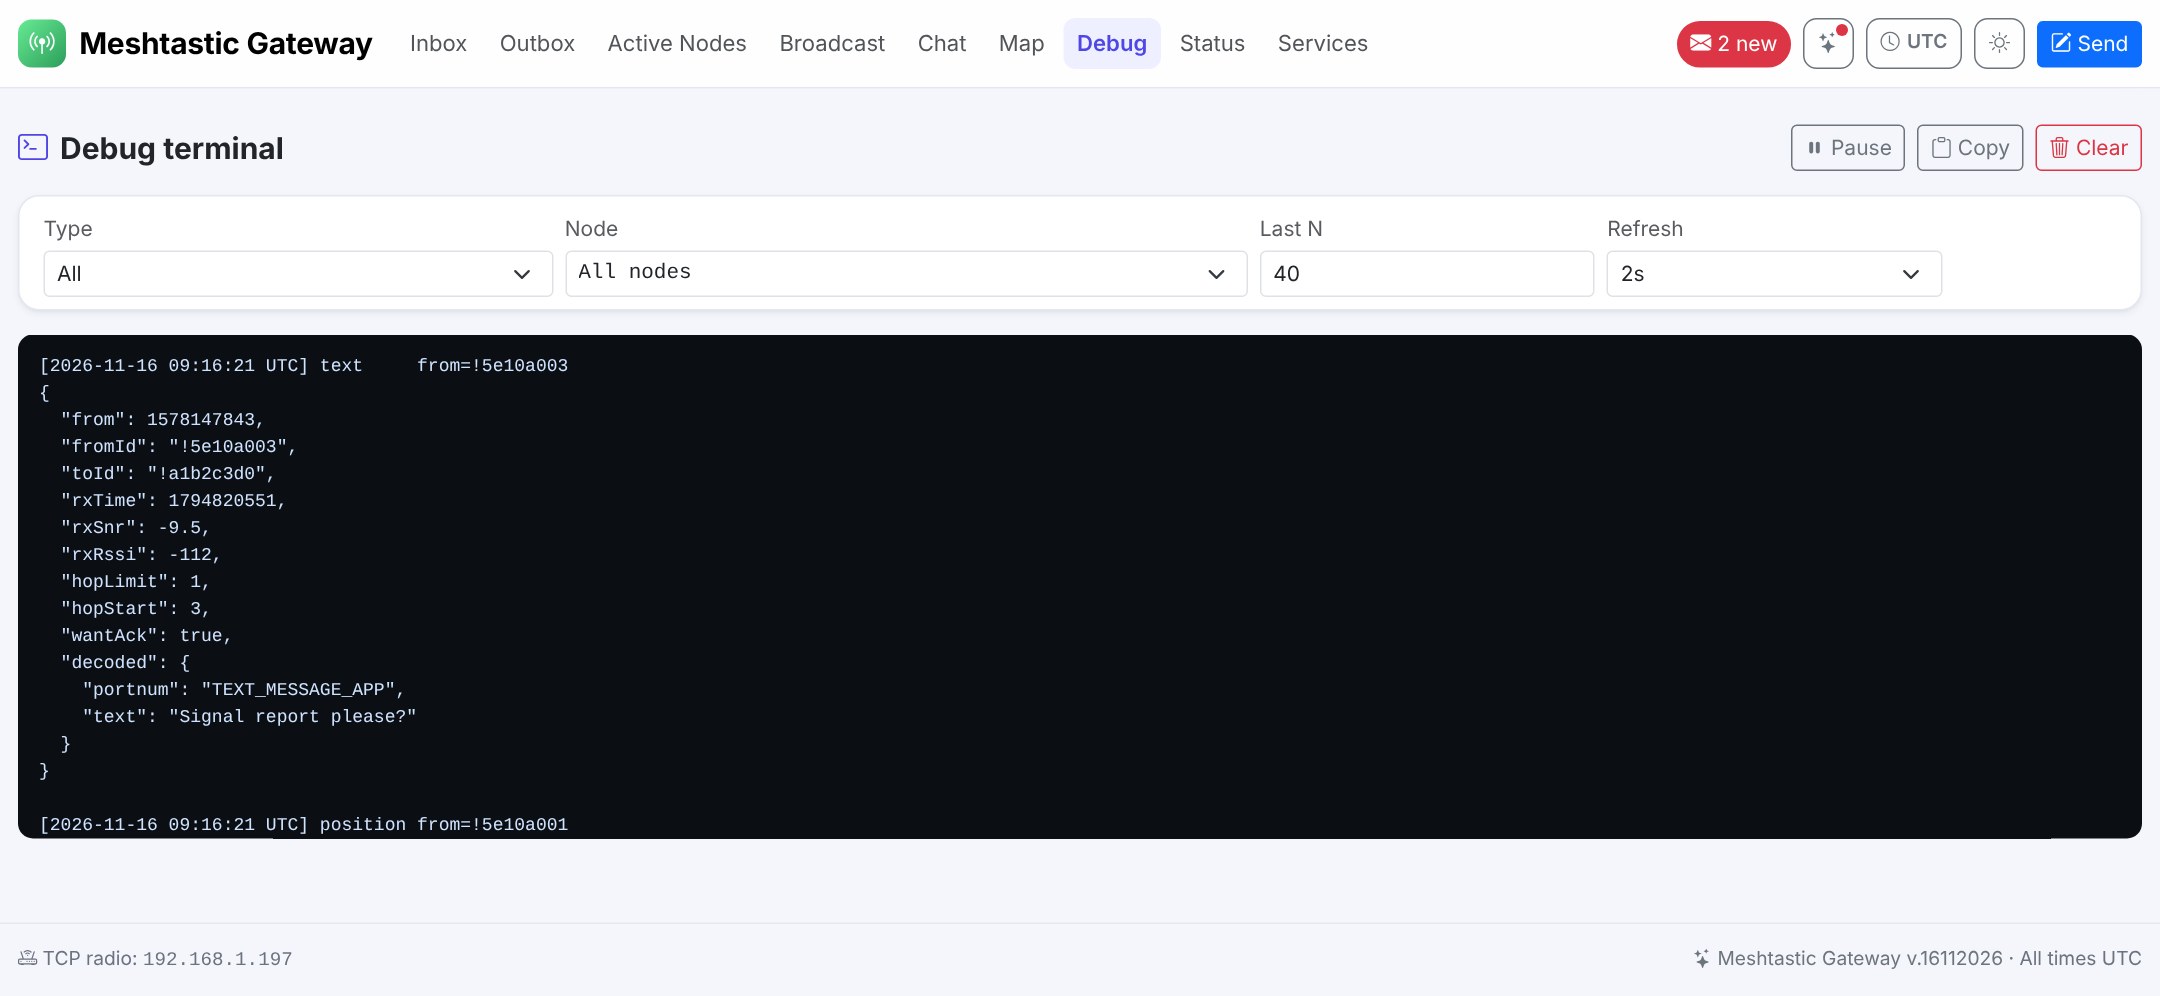 Meshtastic Gateway Inbox Outbox Active Nodes Broadcast Chat Map Debug Status Services 2 new UTC Send
Debug terminal Pause Copy Clear
Type Node Last N Refresh
All All nodes 40 2s
[2026-11-16 09:16:21 UTC] text     from=!5e10a003
{
  "from": 1578147843,
  "fromId": "!5e10a003",
  "toId": "!a1b2c3d0",
  "rxTime": 1794820551,
  "rxSnr": -9.5,
  "rxRssi": -112,
  "hopLimit": 1,
  "hopStart": 3,
  "wantAck": true,
  "decoded": {
    "portnum": "TEXT_MESSAGE_APP",
    "text": "Signal report please?"
  }
}
[2026-11-16 09:16:21 UTC] position from=!5e10a001
TCP radio: 192.168.1.197 Meshtastic Gateway v.16112026 · All times UTC